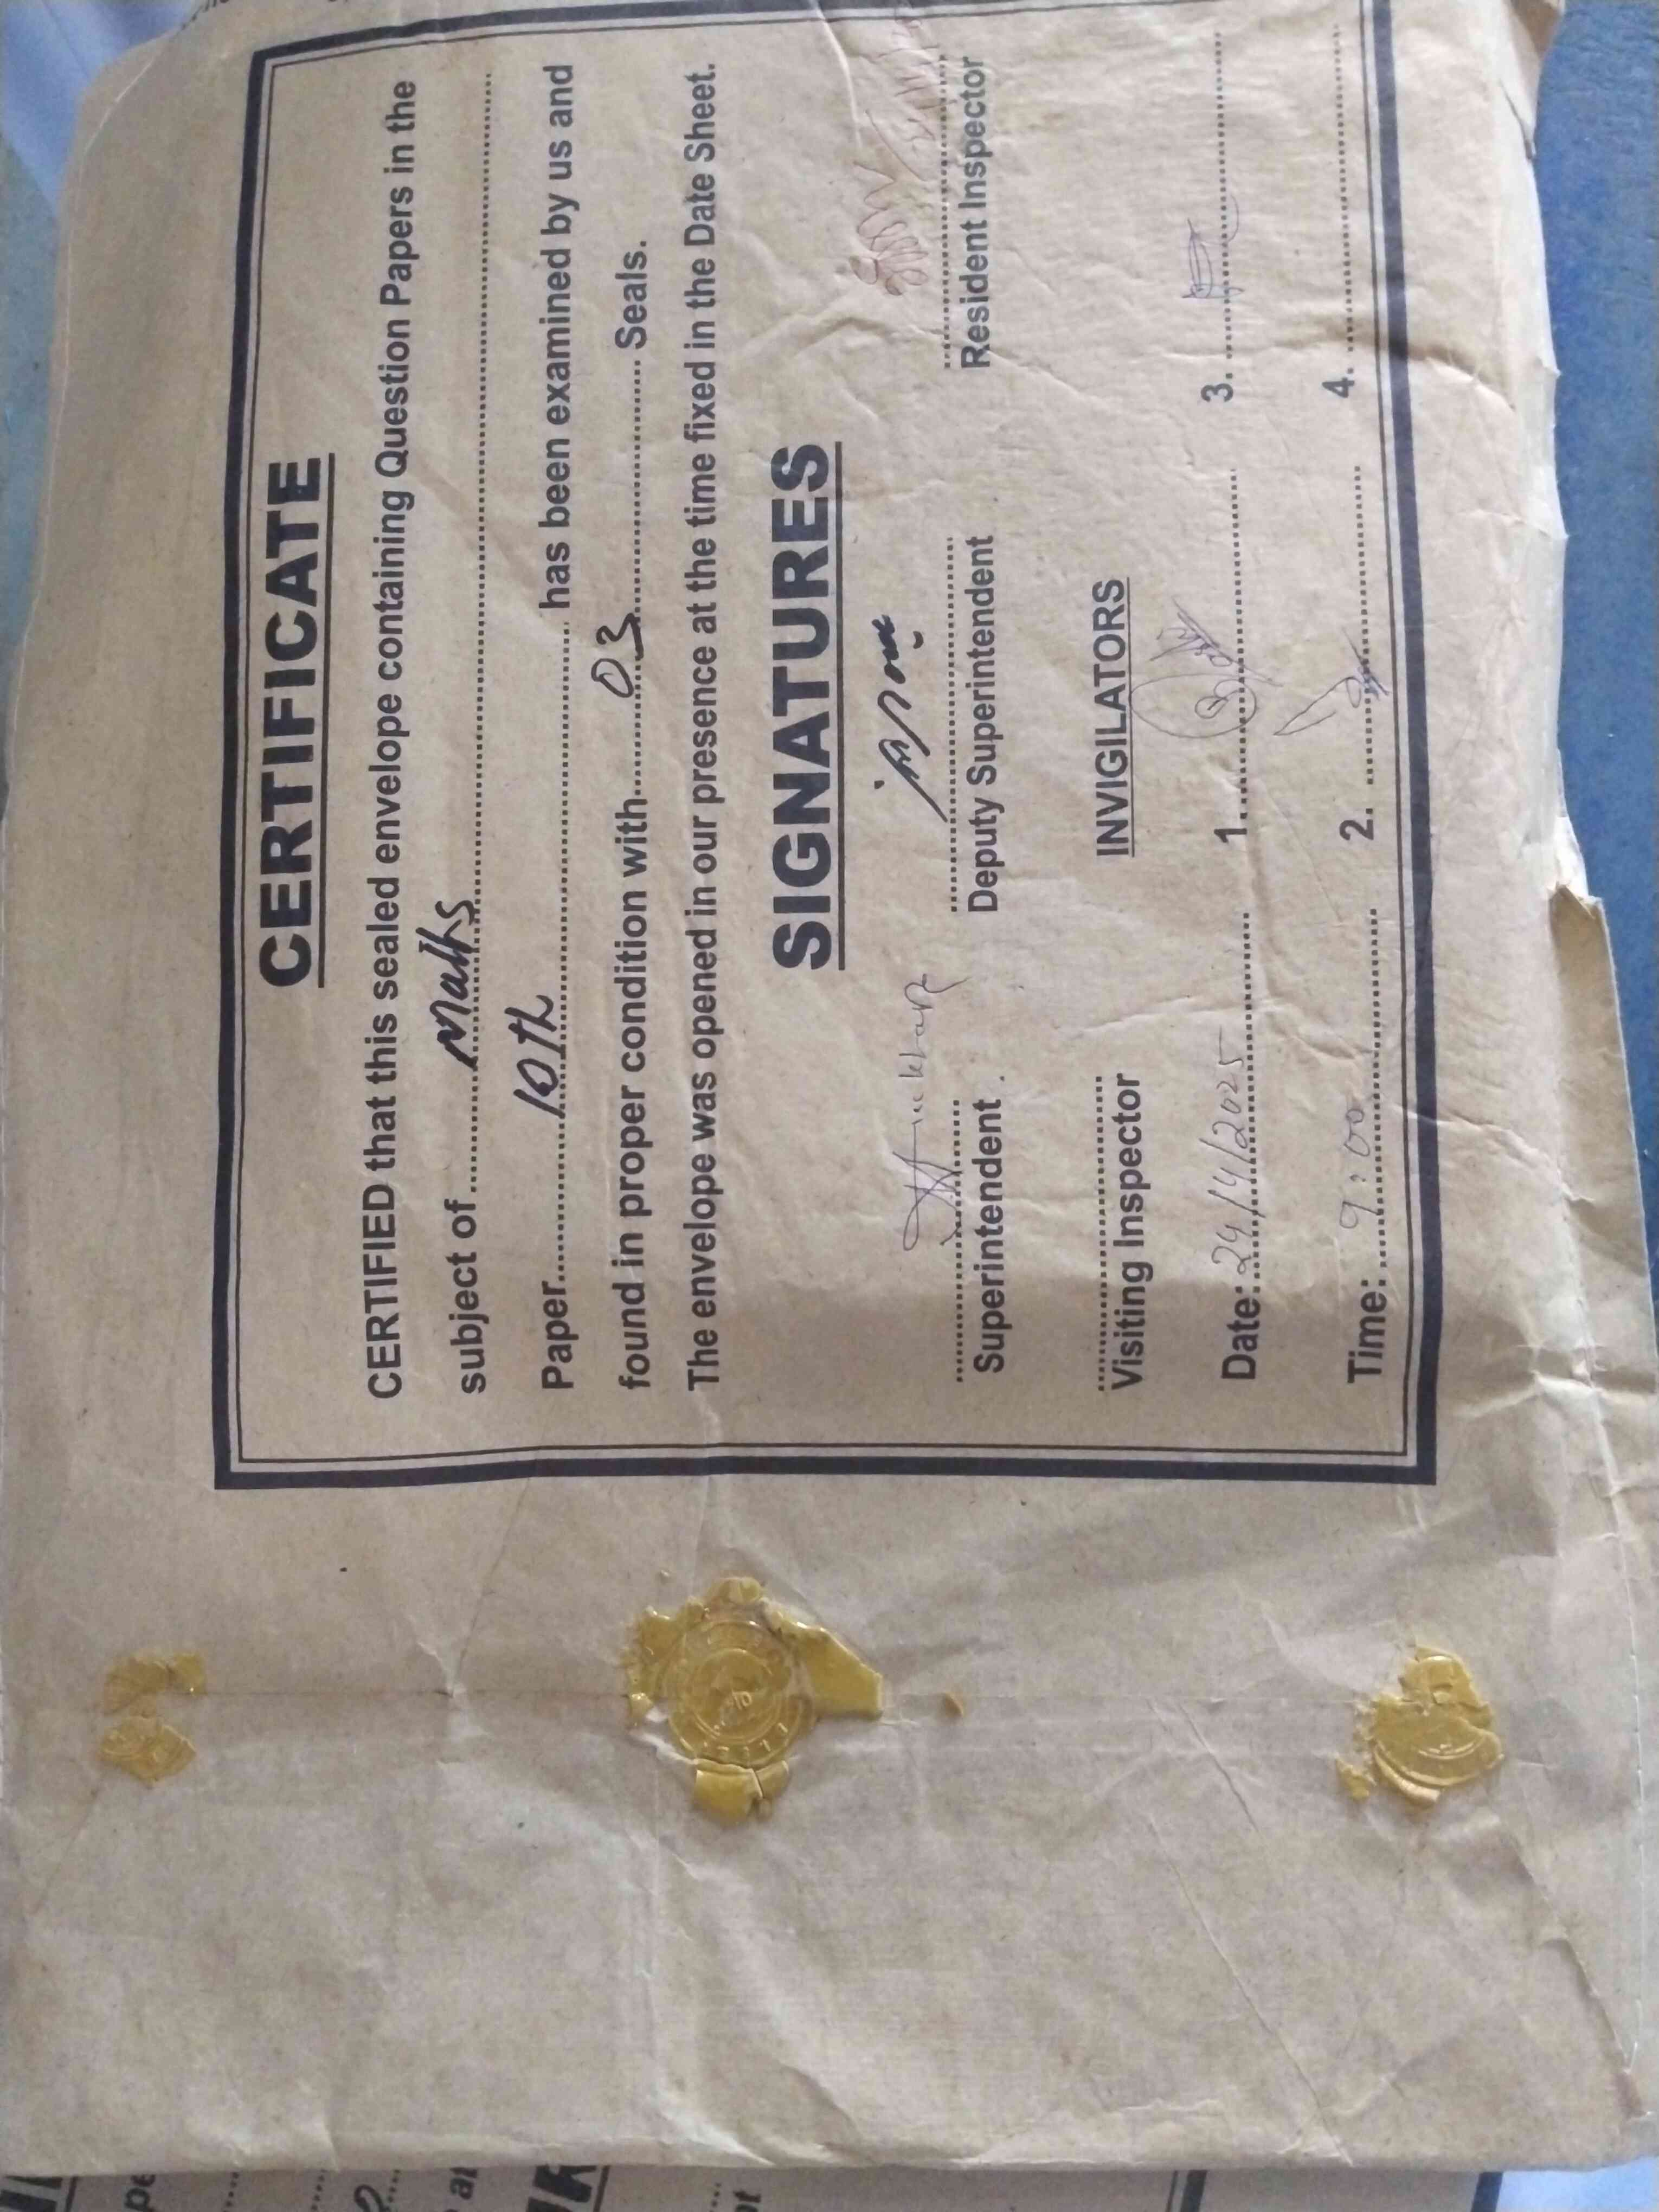 CERTIFICATE
CERTIFIED that this sealed envelope containing Question Papers in the
subject of Maths
Paper 10th has been examined by us and
found in proper condition with 03 Seals.
The envelope was opened in our presence at the time fixed in the Date Sheet.
SIGNATURES
Superintendent Deputy Superintendent Resident Inspector
Visiting Inspector INVIGILATORS
Date: 24/4/2025 1. 3.
Time: 9:00 2. 4.